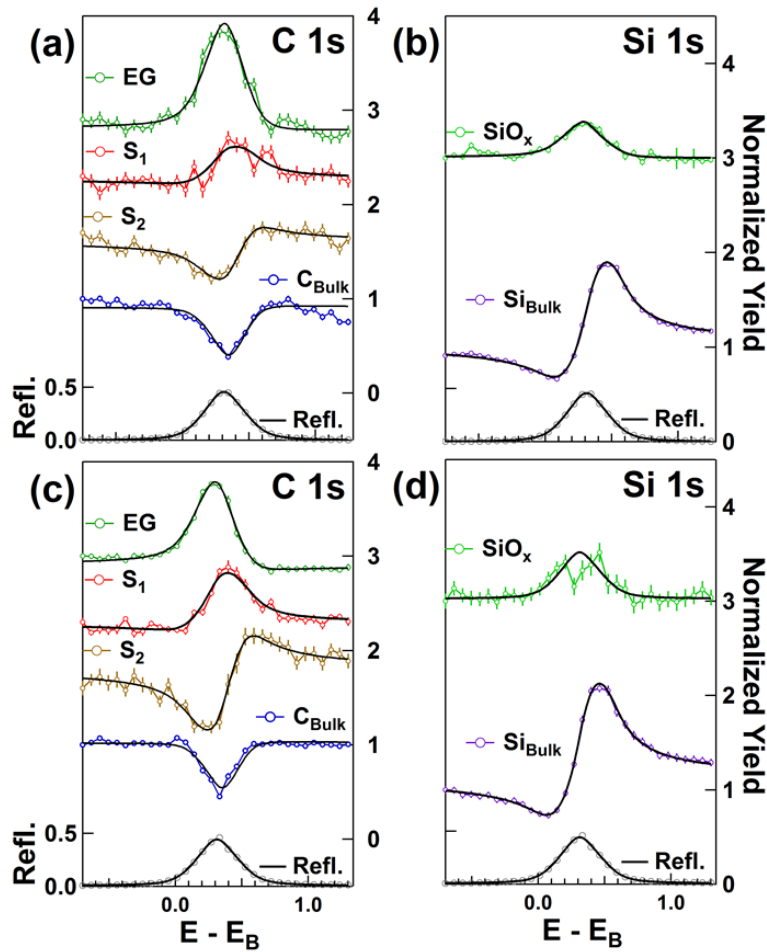 (a)
C 1s
4
EG
3
S1
S2
2
CBulk
1
0.5
0
Refl.
0.0
Refl.
(b)
Si 1s
4
SiOx
3
2
SiBulk
1
Refl.
0
Normalized Yield
(c)
C 1s
4
EG
3
S1
S2
2
CBulk
1
0.5
0
Refl.
0.0
Refl.
0.0
1.0
E - EB
(d)
Si 1s
4
SiOx
3
2
SiBulk
1
Refl.
0
Normalized Yield
0.0
1.0
E - EB